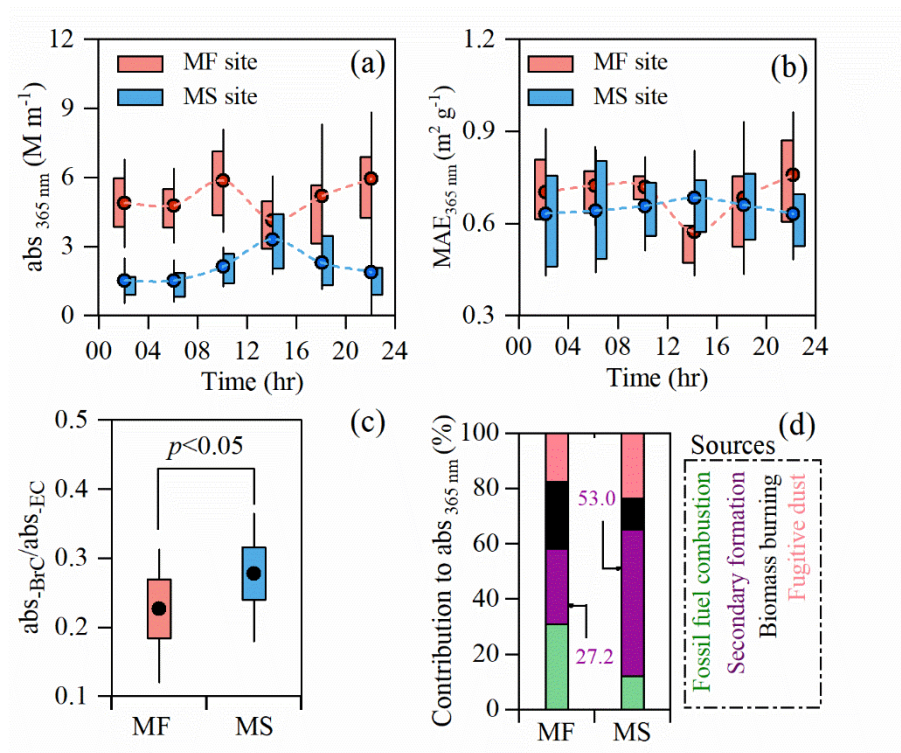 (a)
MF site
MS site
abs 365 nm (M m-1)
12
9
6
3
0
00 04 08 12 16 20 24
Time (hr)
(b)
MF site
MS site
MAE365 nm (m2 g-1)
1.2
0.9
0.6
0.3
00 04 08 12 16 20 24
Time (hr)
(c)
p<0.05
abs-BrC/abs-EC
0.5
0.4
0.3
0.2
0.1
MF MS
(d)
Contribution to abs 365 nm (%)
100
80
60
40
20
0
53.0
27.2
MF MS
Sources
Fossil fuel combustion
Secondary formation
Biomass burning
Fugitive dust